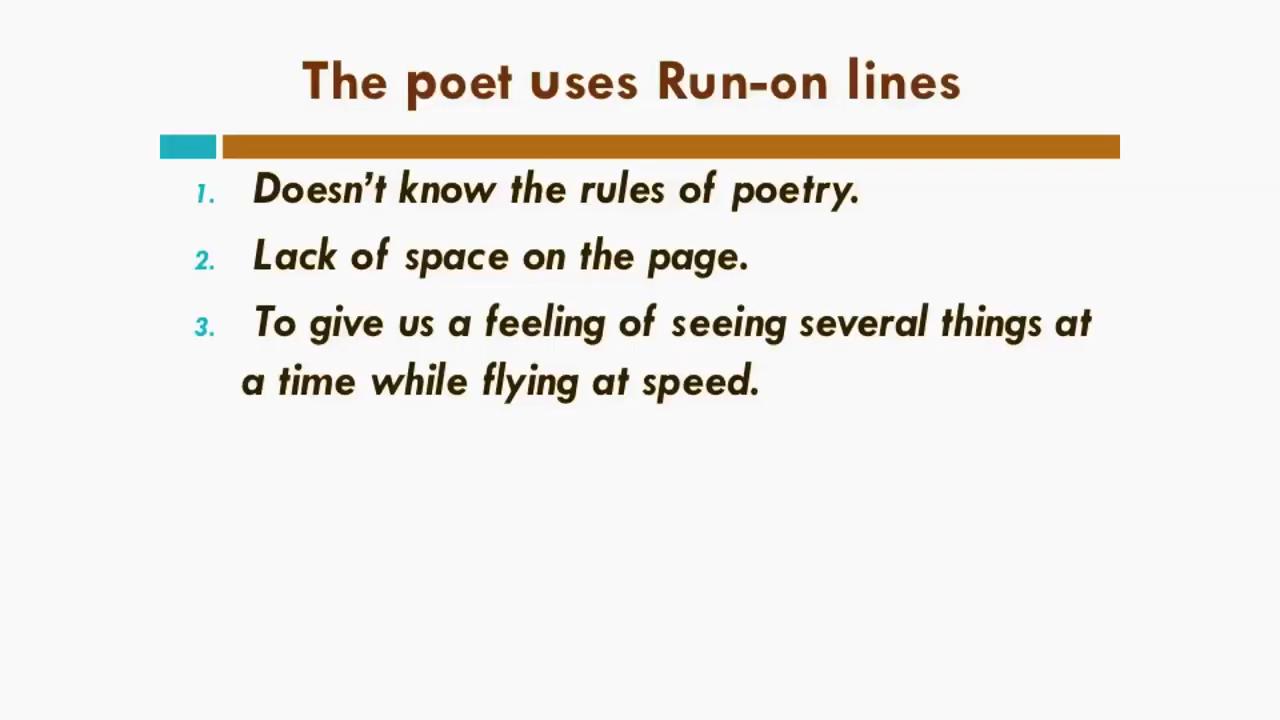 The poet uses Run-on lines
1. Doesn’t know the rules of poetry.
2. Lack of space on the page.
3. To give us a feeling of seeing several things at
a time while flying at speed.